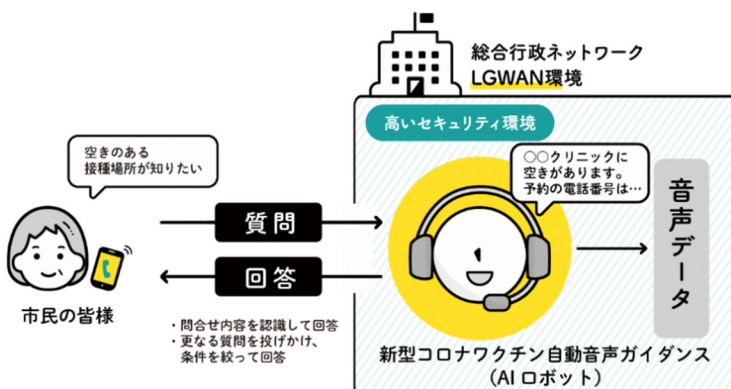 総合行政ネットワーク
LGWAN環境
高いセキュリティ環境
空きのある
接種場所が知りたい
○○クリニックに
空きがあります。
予約の電話番号は…
質問
回答
音声データ
市民の皆様
・問合せ内容を認識して回答
・更なる質問を投げかけ、
条件を絞って回答
新型コロナワクチン自動音声ガイダンス
(AIロボット)